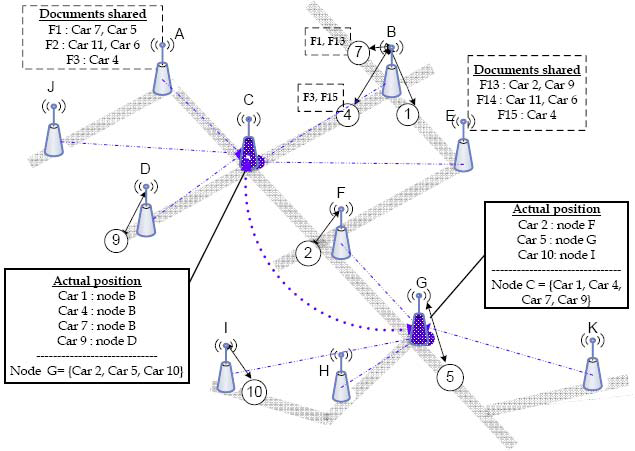 Documents shared
F1 : Car 7, Car 5
F2 : Car 11, Car 6
F3 : Car 4
A
B
F1, F13
7
Documents shared
F13 : Car 2, Car 9
F14 : Car 11, Car 6
F15 : Car 4
J
C
F3, F15
4
1
E
D
9
F
2
Actual position
Car 2 : node F
Car 5 : node G
Car 10: node I
------------------------
Node C = {Car 1, Car 4,
Car 7, Car 9}
Actual position
Car 1 : node B
Car 4 : node B
Car 7 : node B
Car 9 : node D
--------------------
Node G= {Car 2, Car 5, Car 10}
G
I
H
K
10
5